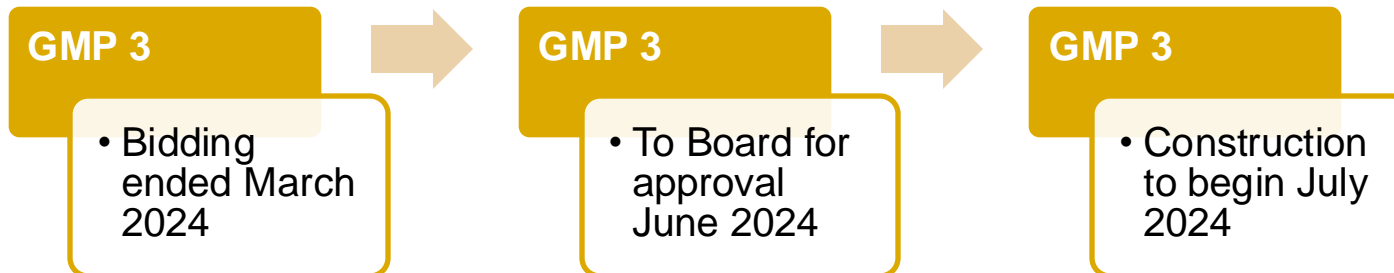 GMP 3
• Bidding
ended March
2024
GMP 3
• To Board for
approval
June 2024
GMP 3
• Construction
to begin July
2024